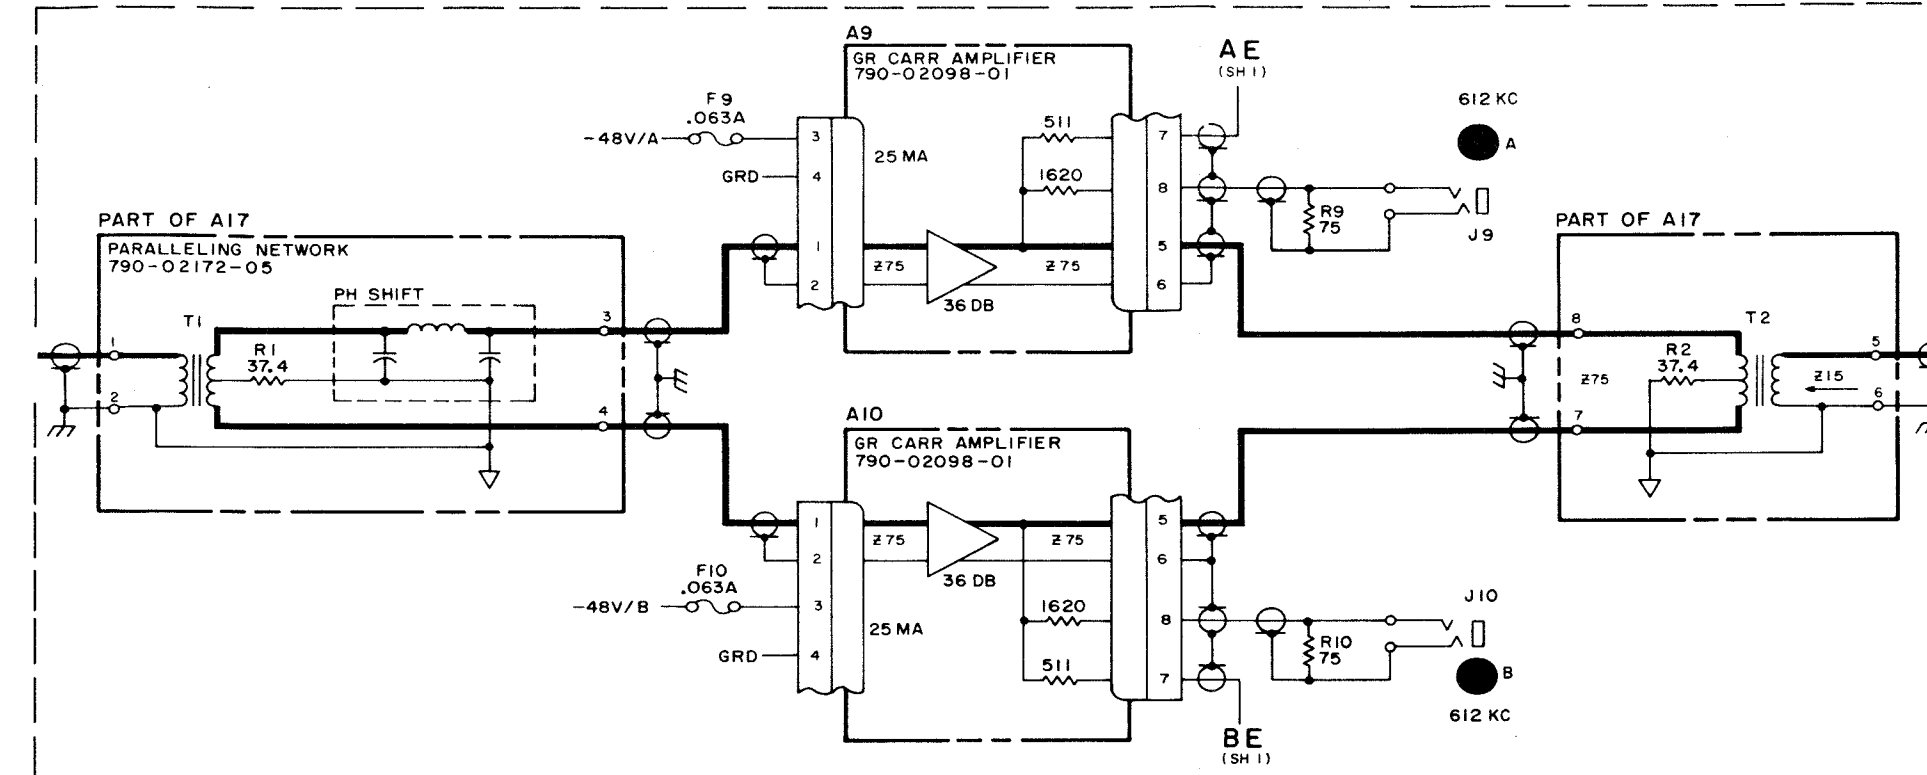 A9
GR CARR AMPLIFIER
790-02098-01
AE
(SH 1)
F9
.063A
-48V/A
3
25 MA
GRD
4
511
1620
7
8
612 KC
A
R9
75
J9
PART OF A17
PARALLELING NETWORK
790-02172-05
1
2
Z75
36 DB
Z75
5
6
PART OF A17
PH SHIFT
T1
3
R1
37.4
1
2
4
8
T2
R2
37.4
Z75
5
Z15
6
7
A10
GR CARR AMPLIFIER
790-02098-01
1
2
Z75
36 DB
Z75
5
6
F10
.063A
-48V/B
3
25 MA
GRD
4
1620
511
8
7
R10
75
J10
B
612 KC
BE
(SH 1)